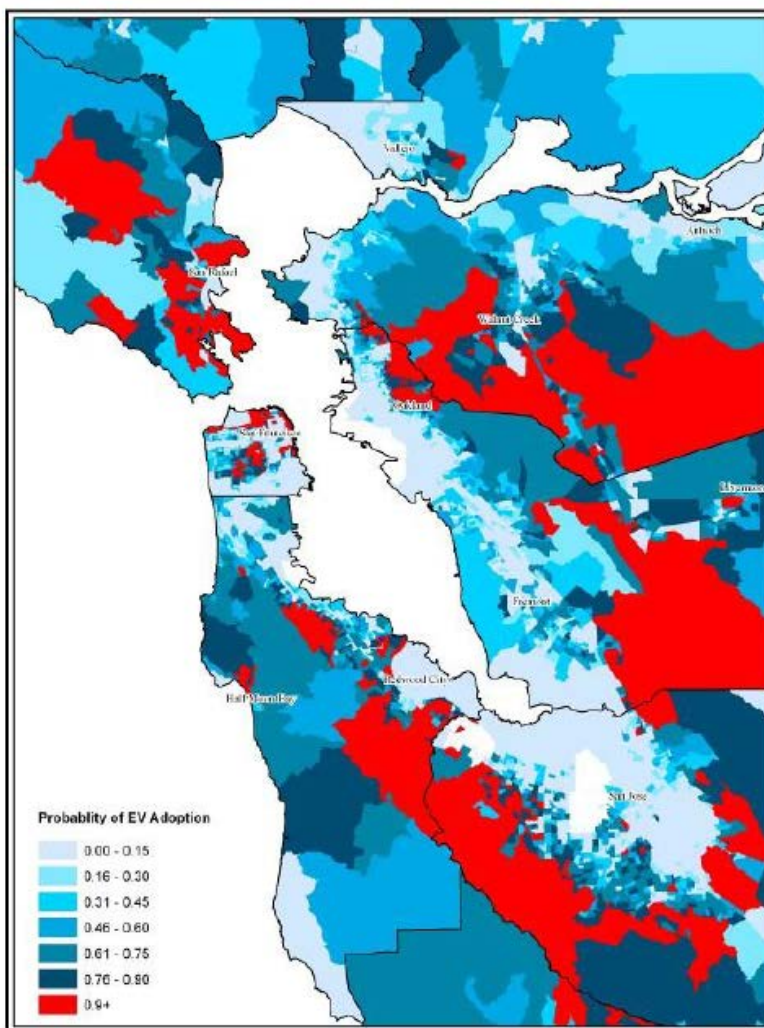 Vallejo
Antioch
San Rafael
Walnut Creek
Oakland
San Francisco
Livermore
Fremont
Redwood City
Half Moon Bay
San Jose
Probablity of EV Adoption
0.00 - 0.15
0.16 - 0.30
0.31 - 0.45
0.46 - 0.60
0.61 - 0.75
0.76 - 0.90
0.9+